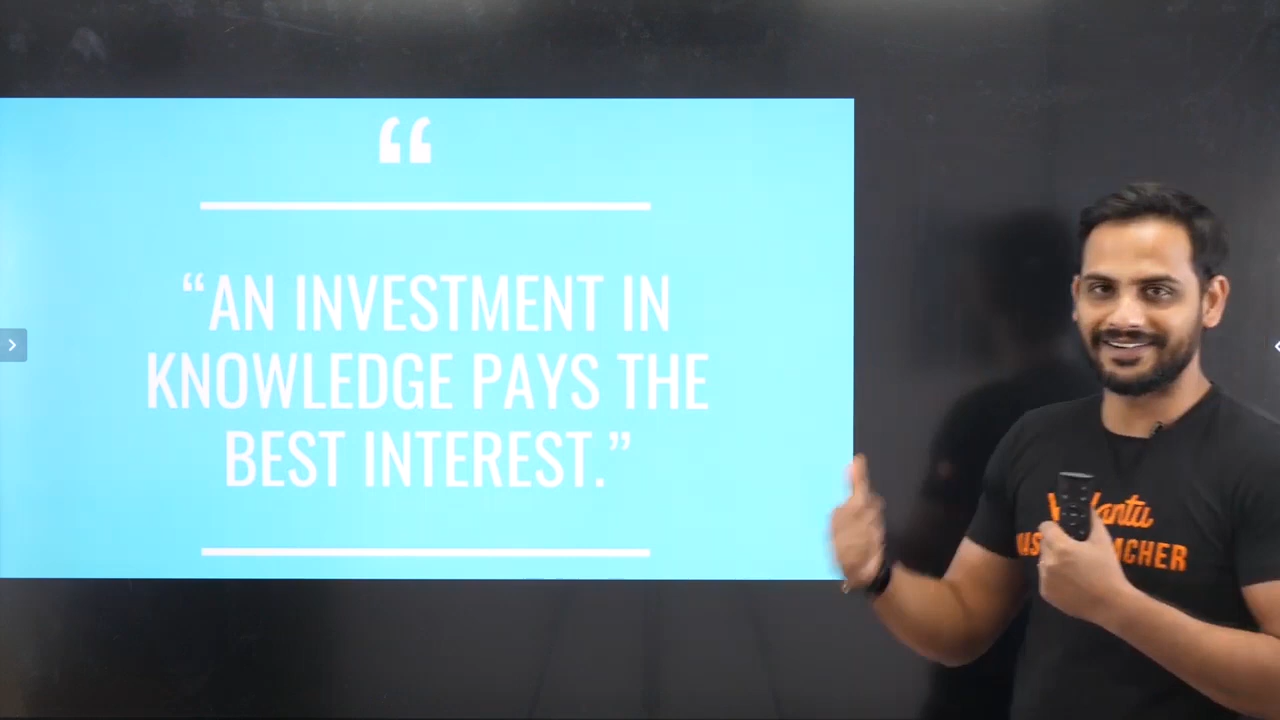 “
“AN INVESTMENT IN
KNOWLEDGE PAYS THE
BEST INTEREST.”